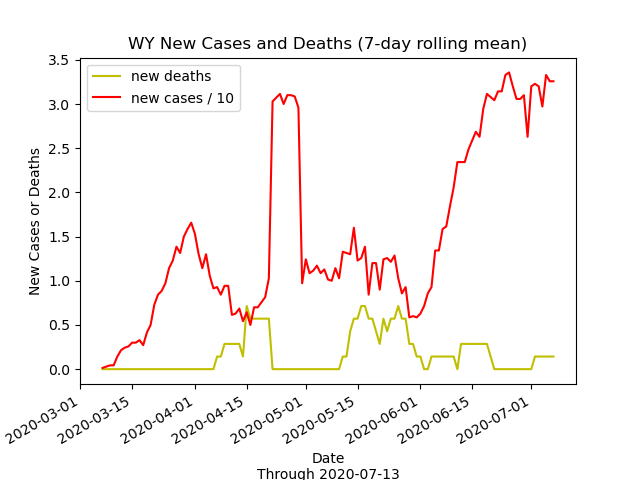 WY New Cases and Deaths (7-day rolling mean)
new deaths
new cases / 10
New Cases or Deaths
3.5
3.0
2.5
2.0
1.5
1.0
0.5
0.0
2020-03-01
2020-03-15
2020-04-01
2020-04-15
2020-05-01
2020-05-15
2020-06-01
2020-06-15
2020-07-01
Date
Through 2020-07-13